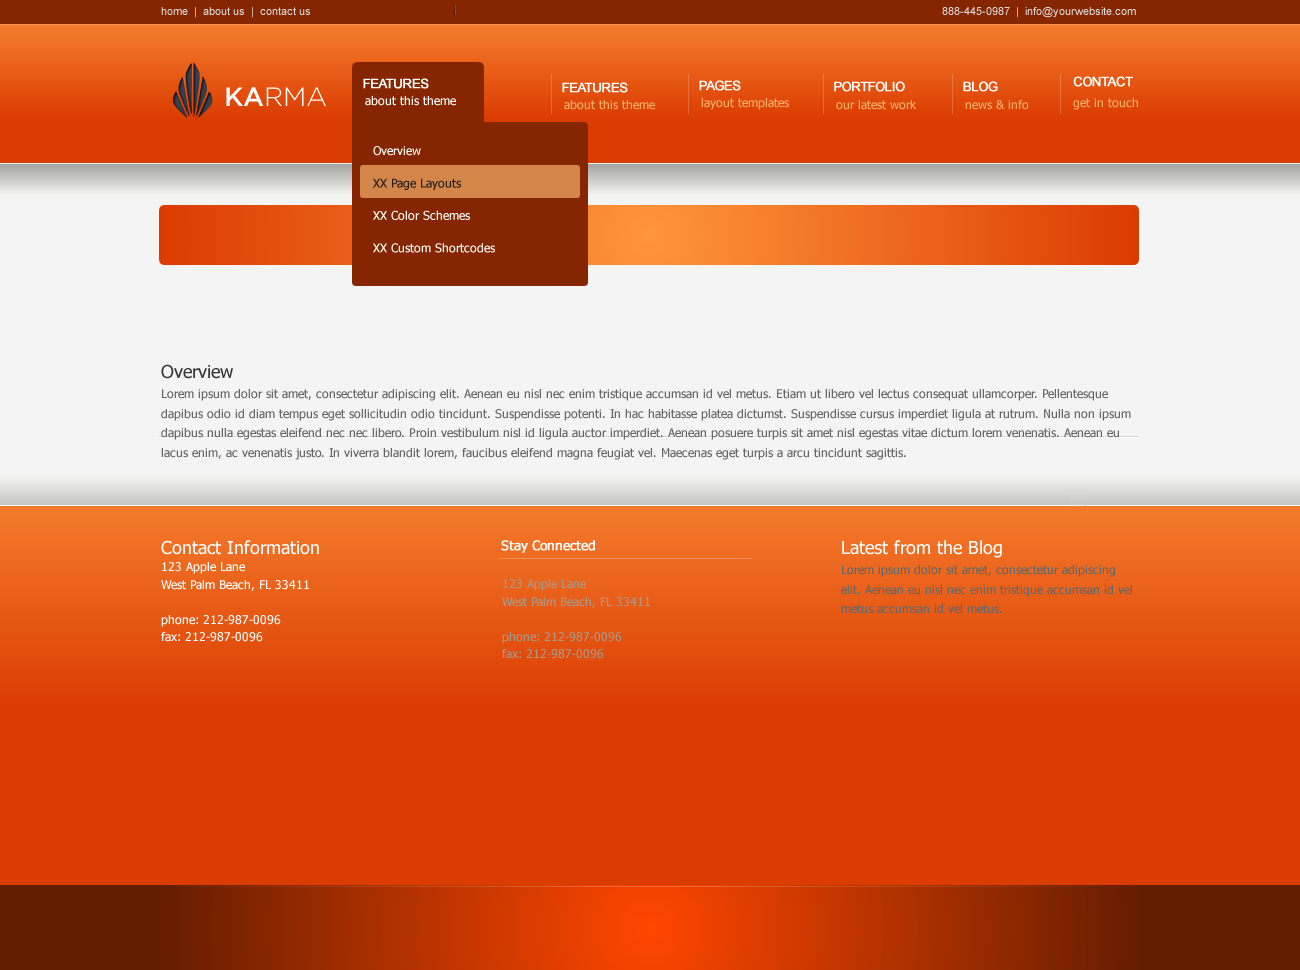 home | about us | contact us
888-445-0987 | info@yourwebsite.com
KARMA
FEATURES
about this theme
FEATURES
about this theme
PAGES
layout templates
PORTFOLIO
our latest work
BLOG
news & info
CONTACT
get in touch
Overview
XX Page Layouts
XX Color Schemes
XX Custom Shortcodes
Overview
Lorem ipsum dolor sit amet, consectetur adipiscing elit. Aenean eu nisl nec enim tristique accumsan id vel metus. Etiam ut libero vel lectus consequat ullamcorper. Pellentesque
dapibus odio id diam tempus eget sollicitudin odio tincidunt. Suspendisse potenti. In hac habitasse platea dictumst. Suspendisse cursus imperdiet ligula at rutrum. Nulla non ipsum
dapibus nulla egestas eleifend nec nec libero. Proin vestibulum nisl id ligula auctor imperdiet. Aenean posuere turpis sit amet nisl egestas vitae dictum lorem venenatis. Aenean eu
lacus enim, ac venenatis justo. In viverra blandit lorem, faucibus eleifend magna feugiat vel. Maecenas eget turpis a arcu tincidunt sagittis.
Contact Information
123 Apple Lane
West Palm Beach, FL 33411
phone: 212-987-0096
fax: 212-987-0096
Stay Connected
123 Apple Lane
West Palm Beach, FL 33411
phone: 212-987-0096
fax: 212-987-0096
Latest from the Blog
Lorem ipsum dolor sit amet, consectetur adipiscing
elit. Aenean eu nisl nec enim tristique accumsan id vel
metus accumsan id vel metus.